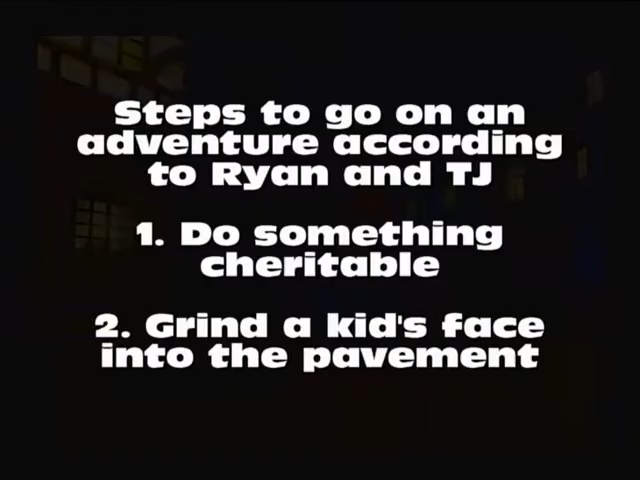 Steps to go on an
adventure according
to Ryan and TJ
1. Do something
cheritable
2. Grind a kid's face
into the pavement